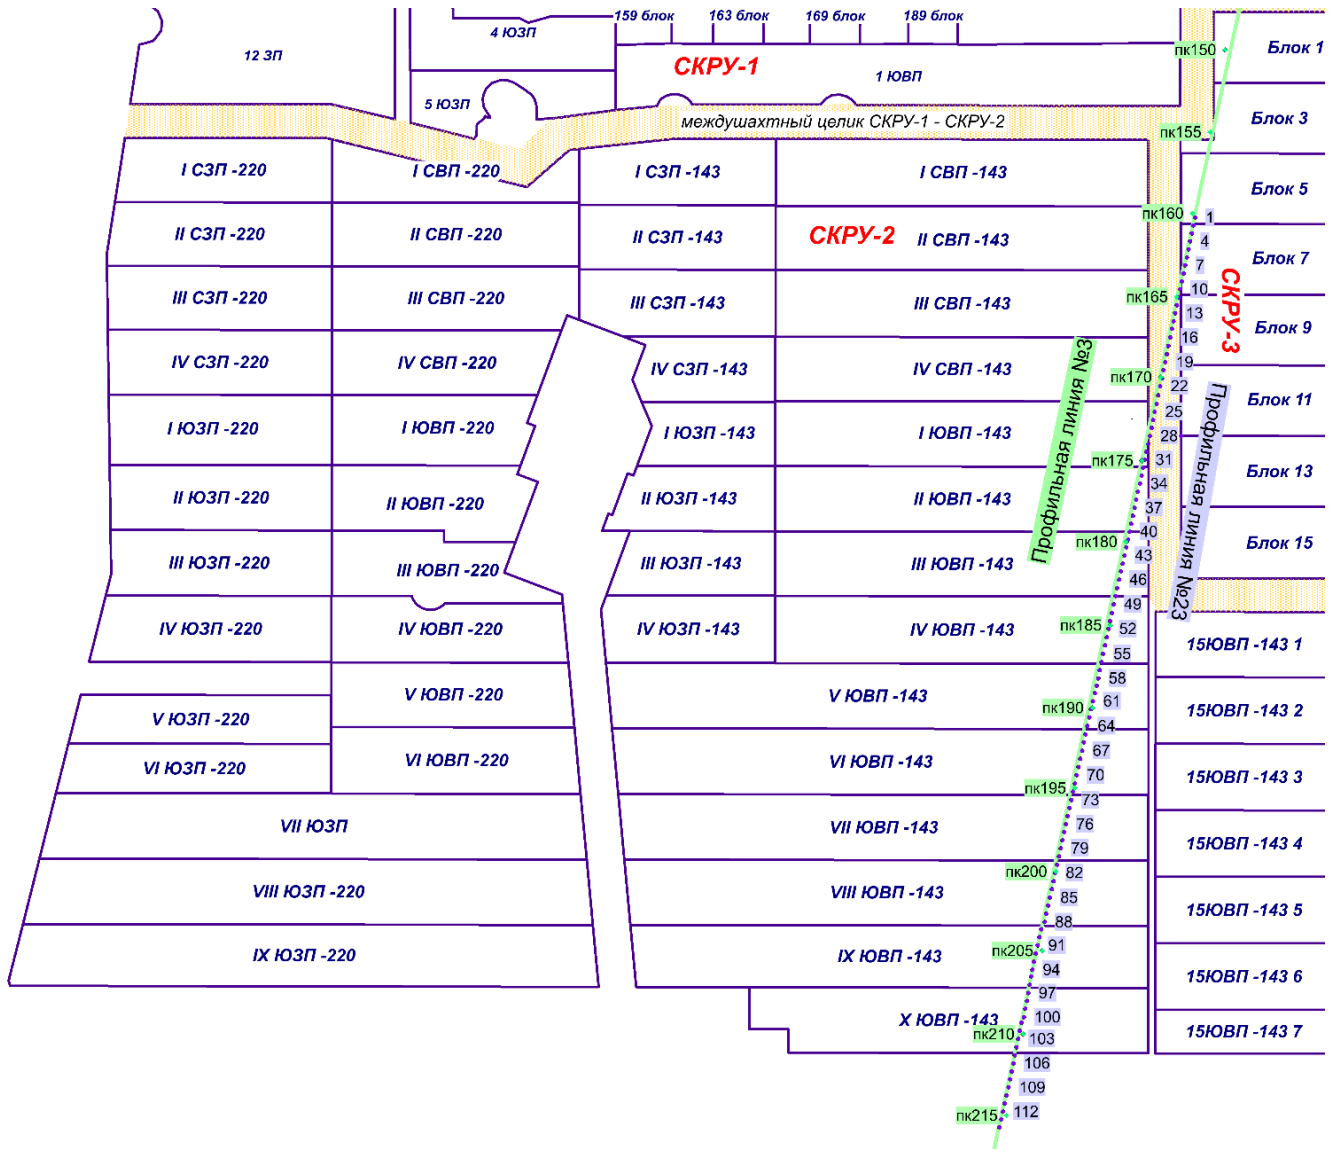 159 блок
163 блок
169 блок
189 блок
4 ЮЗП
12 ЗП
СКРУ-1
1 ЮВП
5 ЮЗП
междушахтный целик СКРУ-1 - СКРУ-2
пк150
Блок 1
Блок 3
пк155
Блок 5
I СЗП -220
I СВП -220
I СЗП -143
I СВП -143
пк160
1
II СЗП -220
II СВП -220
II СЗП -143
СКРУ-2
II СВП -143
4
Блок 7
7
III СЗП -220
III СВП -220
III СЗП -143
III СВП -143
пк165
10
СКРУ-3
13
Блок 9
16
IV СЗП -220
IV СВП -220
IV СЗП -143
IV СВП -143
19
пк170
22
Блок 11
25
Профильная линия №3
Профильная линия №23
I ЮЗП -220
I ЮВП -220
I ЮЗП -143
I ЮВП -143
28
пк175
31
Блок 13
34
II ЮЗП -220
II ЮВП -220
II ЮЗП -143
II ЮВП -143
37
40
пк180
Блок 15
43
III ЮЗП -220
III ЮВП -220
III ЮЗП -143
III ЮВП -143
46
49
IV ЮЗП -220
IV ЮВП -220
IV ЮЗП -143
IV ЮВП -143
пк185
52
15ЮВП -143 1
55
58
V ЮЗП -220
V ЮВП -220
V ЮВП -143
61
пк190
15ЮВП -143 2
64
67
VI ЮЗП -220
VI ЮВП -220
VI ЮВП -143
70
15ЮВП -143 3
пк195
73
VII ЮЗП
VII ЮВП -143
76
79
15ЮВП -143 4
пк200
82
VIII ЮЗП -220
VIII ЮВП -143
85
15ЮВП -143 5
88
91
пк205
IX ЮЗП -220
IX ЮВП -143
94
15ЮВП -143 6
97
100
X ЮВП -143
пк210
103
15ЮВП -143 7
106
109
112
пк215